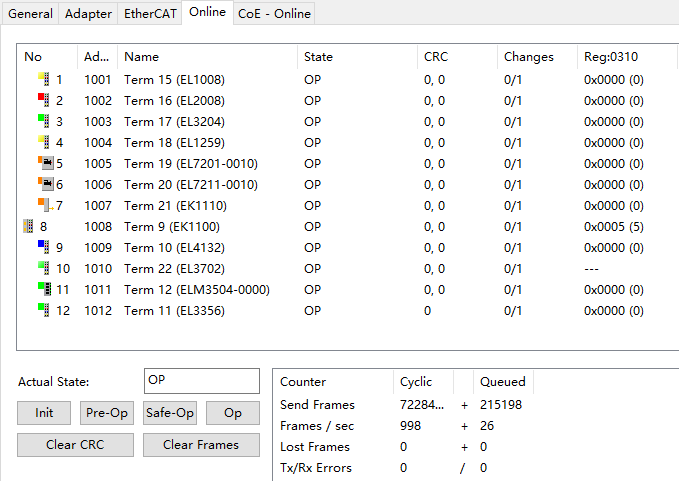 General Adapter EtherCAT Online CoE - Online
No Ad... Name State CRC Changes Reg:0310
1 1001 Term 15 (EL1008) OP 0, 0 0/1 0x0000 (0)
2 1002 Term 16 (EL2008) OP 0, 0 0/1 0x0000 (0)
3 1003 Term 17 (EL3204) OP 0, 0 0/1 0x0000 (0)
4 1004 Term 18 (EL1259) OP 0, 0 0/1 0x0000 (0)
5 1005 Term 19 (EL7201-0010) OP 0, 0 0/1 0x0000 (0)
6 1006 Term 20 (EL7211-0010) OP 0, 0 0/1 0x0000 (0)
7 1007 Term 21 (EK1110) OP 0, 0 0/1 0x0000 (0)
8 1008 Term 9 (EK1100) OP 0, 0 0/1 0x0005 (5)
9 1009 Term 10 (EL4132) OP 0, 0 0/1 0x0000 (0)
10 1010 Term 22 (EL3702) OP 0, 0 0/1 ---
11 1011 Term 12 (ELM3504-0000) OP 0, 0 0/1 0x0000 (0)
12 1012 Term 11 (EL3356) OP 0 0/1 0x0000 (0)
Actual State: OP
Init Pre-Op Safe-Op Op
Clear CRC Clear Frames
Counter Cyclic Queued
Send Frames 72284... + 215198
Frames / sec 998 + 26
Lost Frames 0 + 0
Tx/Rx Errors 0 / 0